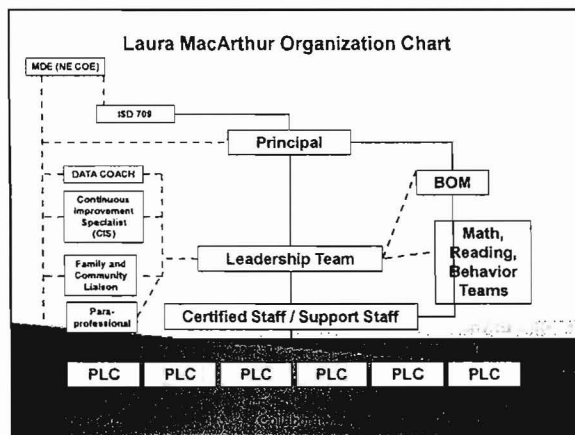 Laura MacArthur Organization Chart
MDE (NE COE)
ISD 709
Principal
DATA COACH
BOM
Continuous
Improvement
Specialist
(CIS)
Math,
Reading,
Behavior
Teams
Leadership Team
Family and
Community
Liaison
Para-
professional
Certified Staff / Support Staff
PLC
PLC
PLC
PLC
PLC
PLC